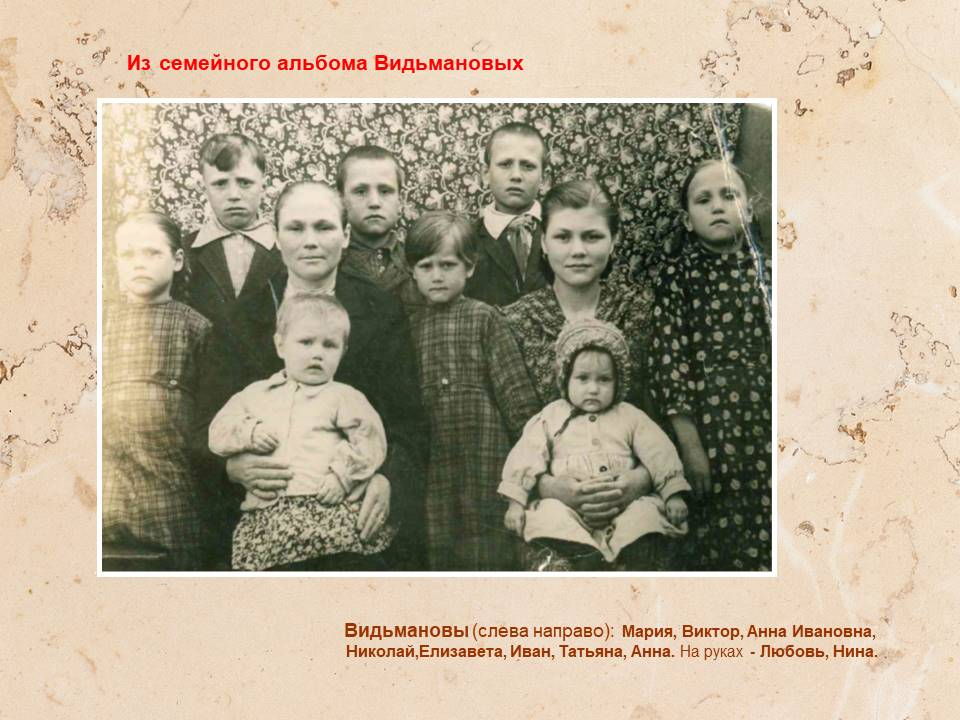 Из семейного альбома Видьмановых
Видьмановы (слева направо): Мария, Виктор, Анна Ивановна,
Николай,Елизавета, Иван, Татьяна, Анна. На руках - Любовь, Нина.